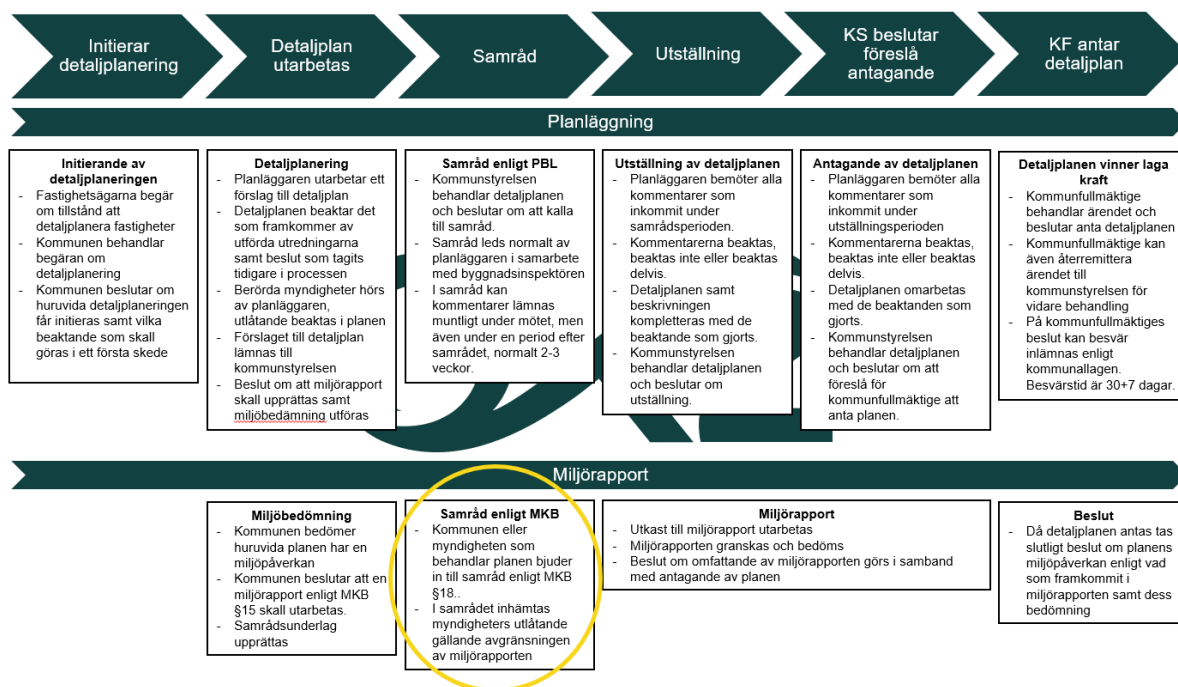 Initierar
detaljplanering
Detaljplan
utarbetas
Samråd
Utställning
KS beslutar
föreslå
antagande
KF antar
detaljplan
Planläggning
Initierande av
detaljplaneringen
- Fastighetsägarna begär
om tillstånd att
detaljplanera fastigheter
- Kommunen behandlar
begäran om
detaljplanering
- Kommunen beslutar om
huruvida detaljplaneringen
får initieras samt vilka
beaktande som skall
göras i ett första skede
Detaljplanering
- Planläggaren utarbetar ett
förslag till detaljplan
- Detaljplanen beaktar det
som framkommer av
utförda utredningarna
samt beslut som tagits
tidigare i processen
- Berörda myndigheter hörs
av planläggaren,
utlåtande beaktas i planen
- Förslaget till detaljplan
lämnas till
kommunstyrelsen
- Beslut om att miljörapport
skall upprättas samt
miljöbedämning utföras
Samråd enligt PBL
- Kommunstyrelsen
behandlar detaljplanen
och beslutar om att kalla
till samråd.
- Samråd leds normalt av
planläggaren i samarbete
med byggnadsinspektören
- I samråd kan
kommentarer lämnas
muntligt under mötet, men
även under en period efter
samrådet, normalt 2-3
veckor.
Utställning av detaljplanen
- Planläggaren bemöter alla
kommentarer som
inkommit under
samrådsperioden.
- Kommentarerna beaktas,
beaktas inte eller beaktas
delvis.
- Detaljplanen samt
beskrivningen
kompletteras med de
beaktande som gjorts.
- Kommunstyrelsen
behandlar detaljplanen
och beslutar om
utställning.
Antagande av detaljplanen
- Planläggaren bemöter alla
kommentarer som
inkommit under
utställningsperioden
- Kommentarerna beaktas,
beaktas inte eller beaktas
delvis.
- Detaljplanen omarbetas
med de beaktanden som
gjorts.
- Kommunstyrelsen
behandlar detaljplanen
och beslutar om att
föreslå för
kommunfullmäktige att
anta planen.
Detaljplanen vinner laga
kraft
- Kommunfullmäktige
behandlar ärendet och
beslutar anta detaljplanen
- Kommunfullmäktige kan
även återremittera
ärendet till
kommunstyrelsen för
vidare behandling
- På kommunfullmäktiges
beslut kan besvär
inlämnas enligt
kommunallagen.
Besvärstid är 30+7 dagar.
Miljörapport
Miljöbedömning
- Kommunen bedömer
huruvida planen har en
miljöpåverkan
- Kommunen beslutar att en
miljörapport enligt MKB
§15 skall utarbetas.
- Samrådsunderlag
upprättas
Samråd enligt MKB
- Kommunen eller
myndigheten som
behandlar planen bjuder
in till samråd enligt MKB
§18..
- I samrådet inhämtas
myndigheters utlåtande
gällande avgränsningen
av miljörapporten
Miljörapport
- Utkast till miljörapport utarbetas
- Miljörapporten granskas och bedöms
- Beslut om omfattande av miljörapporten görs i samband
med antagande av planen
Beslut
- Då detaljplanen antas tas
slutligt beslut om planens
miljöpåverkan enligt vad
som framkommit i
miljörapporten samt dess
bedömning